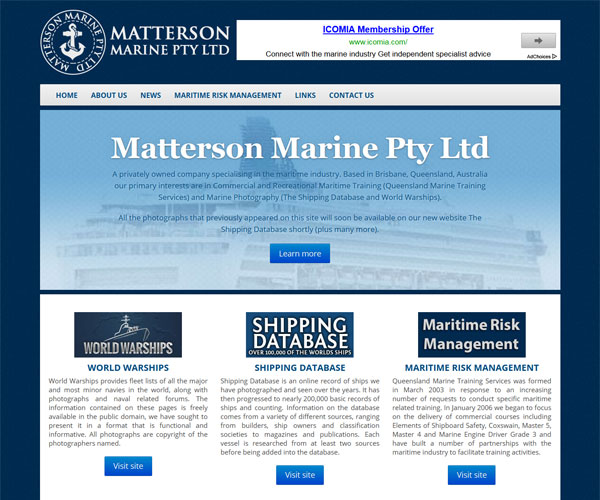 MATTERSON MARINE PTY LTD
MATTERSON
MARINE PTY LTD
ICOMIA Membership Offer
www.icomia.com/
Connect with the marine industry Get independent specialist advice
AdChoices
HOME ABOUT US NEWS MARITIME RISK MANAGEMENT LINKS CONTACT US
Matterson Marine Pty Ltd
A privately owned company specialising in the maritime industry. Based in Brisbane, Queensland, Australia
our primary interests are in Commercial and Recreational Maritime Training (Queensland Marine Training
Services) and Marine Photography (The Shipping Database and World Warships).
All the photographs that previously appeared on this site will soon be available on our new website The
Shipping Database shortly (plus many more).
Learn more
WORLD WARSHIPS
WORLD WARSHIPS
World Warships provides fleet lists of all the major
and most minor navies in the world, along with
photographs and naval related forums. The
information contained on these pages is freely
available in the public domain, we have sought to
present it in a format that is functional and
informative. All photographs are copyright of the
photographers named.
Visit site
SHIPPING
DATABASE
OVER 100,000 OF THE WORLDS SHIPS
SHIPPING DATABASE
Shipping Database is an online record of ships we
have photographed and seen over the years. It has
then progressed to nearly 200,000 basic records of
ships and counting. Information on the database
comes from a variety of different sources, ranging
from builders, ship owners and classification
societies to magazines and publications. Each
vessel is researched from at least two sources
before being added into the database.
Visit site
Maritime Risk
Management
MARITIME RISK MANAGEMENT
Queensland Marine Training Services was formed
in March 2003 in response to an increasing
number of requests to conduct specific maritime
related training. In January 2006 we began to focus
on the delivery of commercial courses including
Elements of Shipboard Safety, Coxswain, Master 5,
Master 4 and Marine Engine Driver Grade 3 and
have built a number of partnerships with the
maritime industry to facilitate training activities.
Visit site